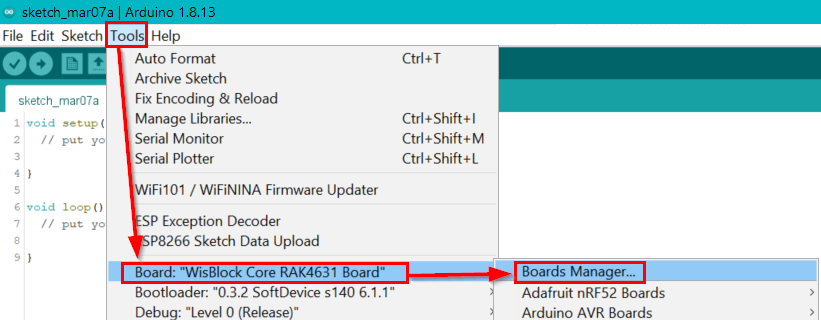 sketch_mar07a | Arduino 1.8.13
File Edit Sketch Tools Help
sketch_mar07a
Auto Format Ctrl+T
Archive Sketch
Fix Encoding & Reload
Manage Libraries... Ctrl+Shift+I
Serial Monitor Ctrl+Shift+M
Serial Plotter Ctrl+Shift+L
WiFi101 / WiFiNINA Firmware Updater
ESP Exception Decoder
ESP8266 Sketch Data Upload
Board: "WisBlock Core RAK4631 Board"
Bootloader: "0.3.2 SoftDevice s140 6.1.1"
Debug: "Level 0 (Release)"
Boards Manager...
Adafruit nRF52 Boards
Arduino AVR Boards
1 void setup(
2 // put yo
3
4 }
5
6 void loop()
7 // put yo
8
9 }